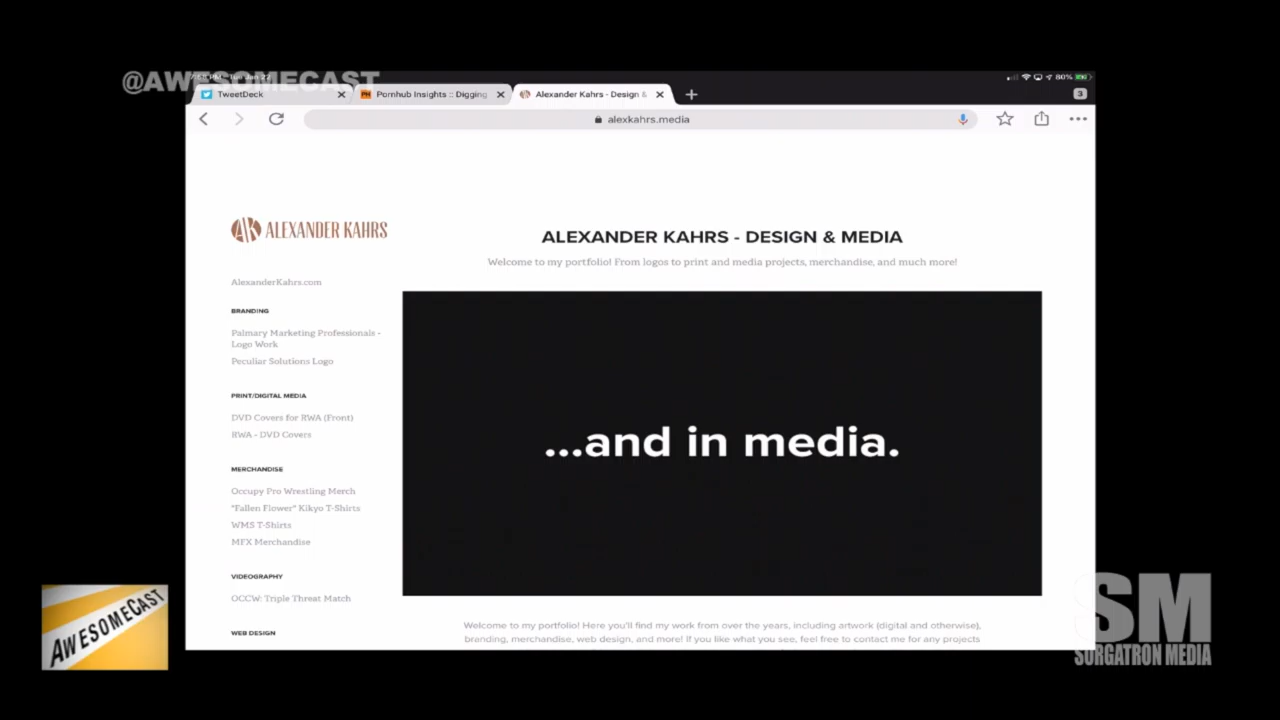 @AWESOMECAST
80%
TweetDeck
Pornhub Insights :: Digging
Alexander Kahrs - Design &
3
alexkahrs.media
AK ALEXANDER KAHRS
AlexanderKahrs.com
BRANDING
Palmary Marketing Professionals -
Logo Work
Peculiar Solutions Logo
PRINT/DIGITAL MEDIA
DVD Covers for RWA (Front)
RWA - DVD Covers
MERCHANDISE
Occupy Pro Wrestling Merch
"Fallen Flower" Kikyo T-Shirts
WMS T-Shirts
MFX Merchandise
VIDEOGRAPHY
OCCW: Triple Threat Match
WEB DESIGN
ALEXANDER KAHRS - DESIGN & MEDIA
Welcome to my portfolio! From logos to print and media projects, merchandise, and much more!
...and in media.
Welcome to my portfolio! Here you'll find my work from over the years, including artwork (digital and otherwise),
branding, merchandise, web design, and more! If you like what you see, feel free to contact me for any projects
AWESOMECAST
SM
SORGATRON MEDIA